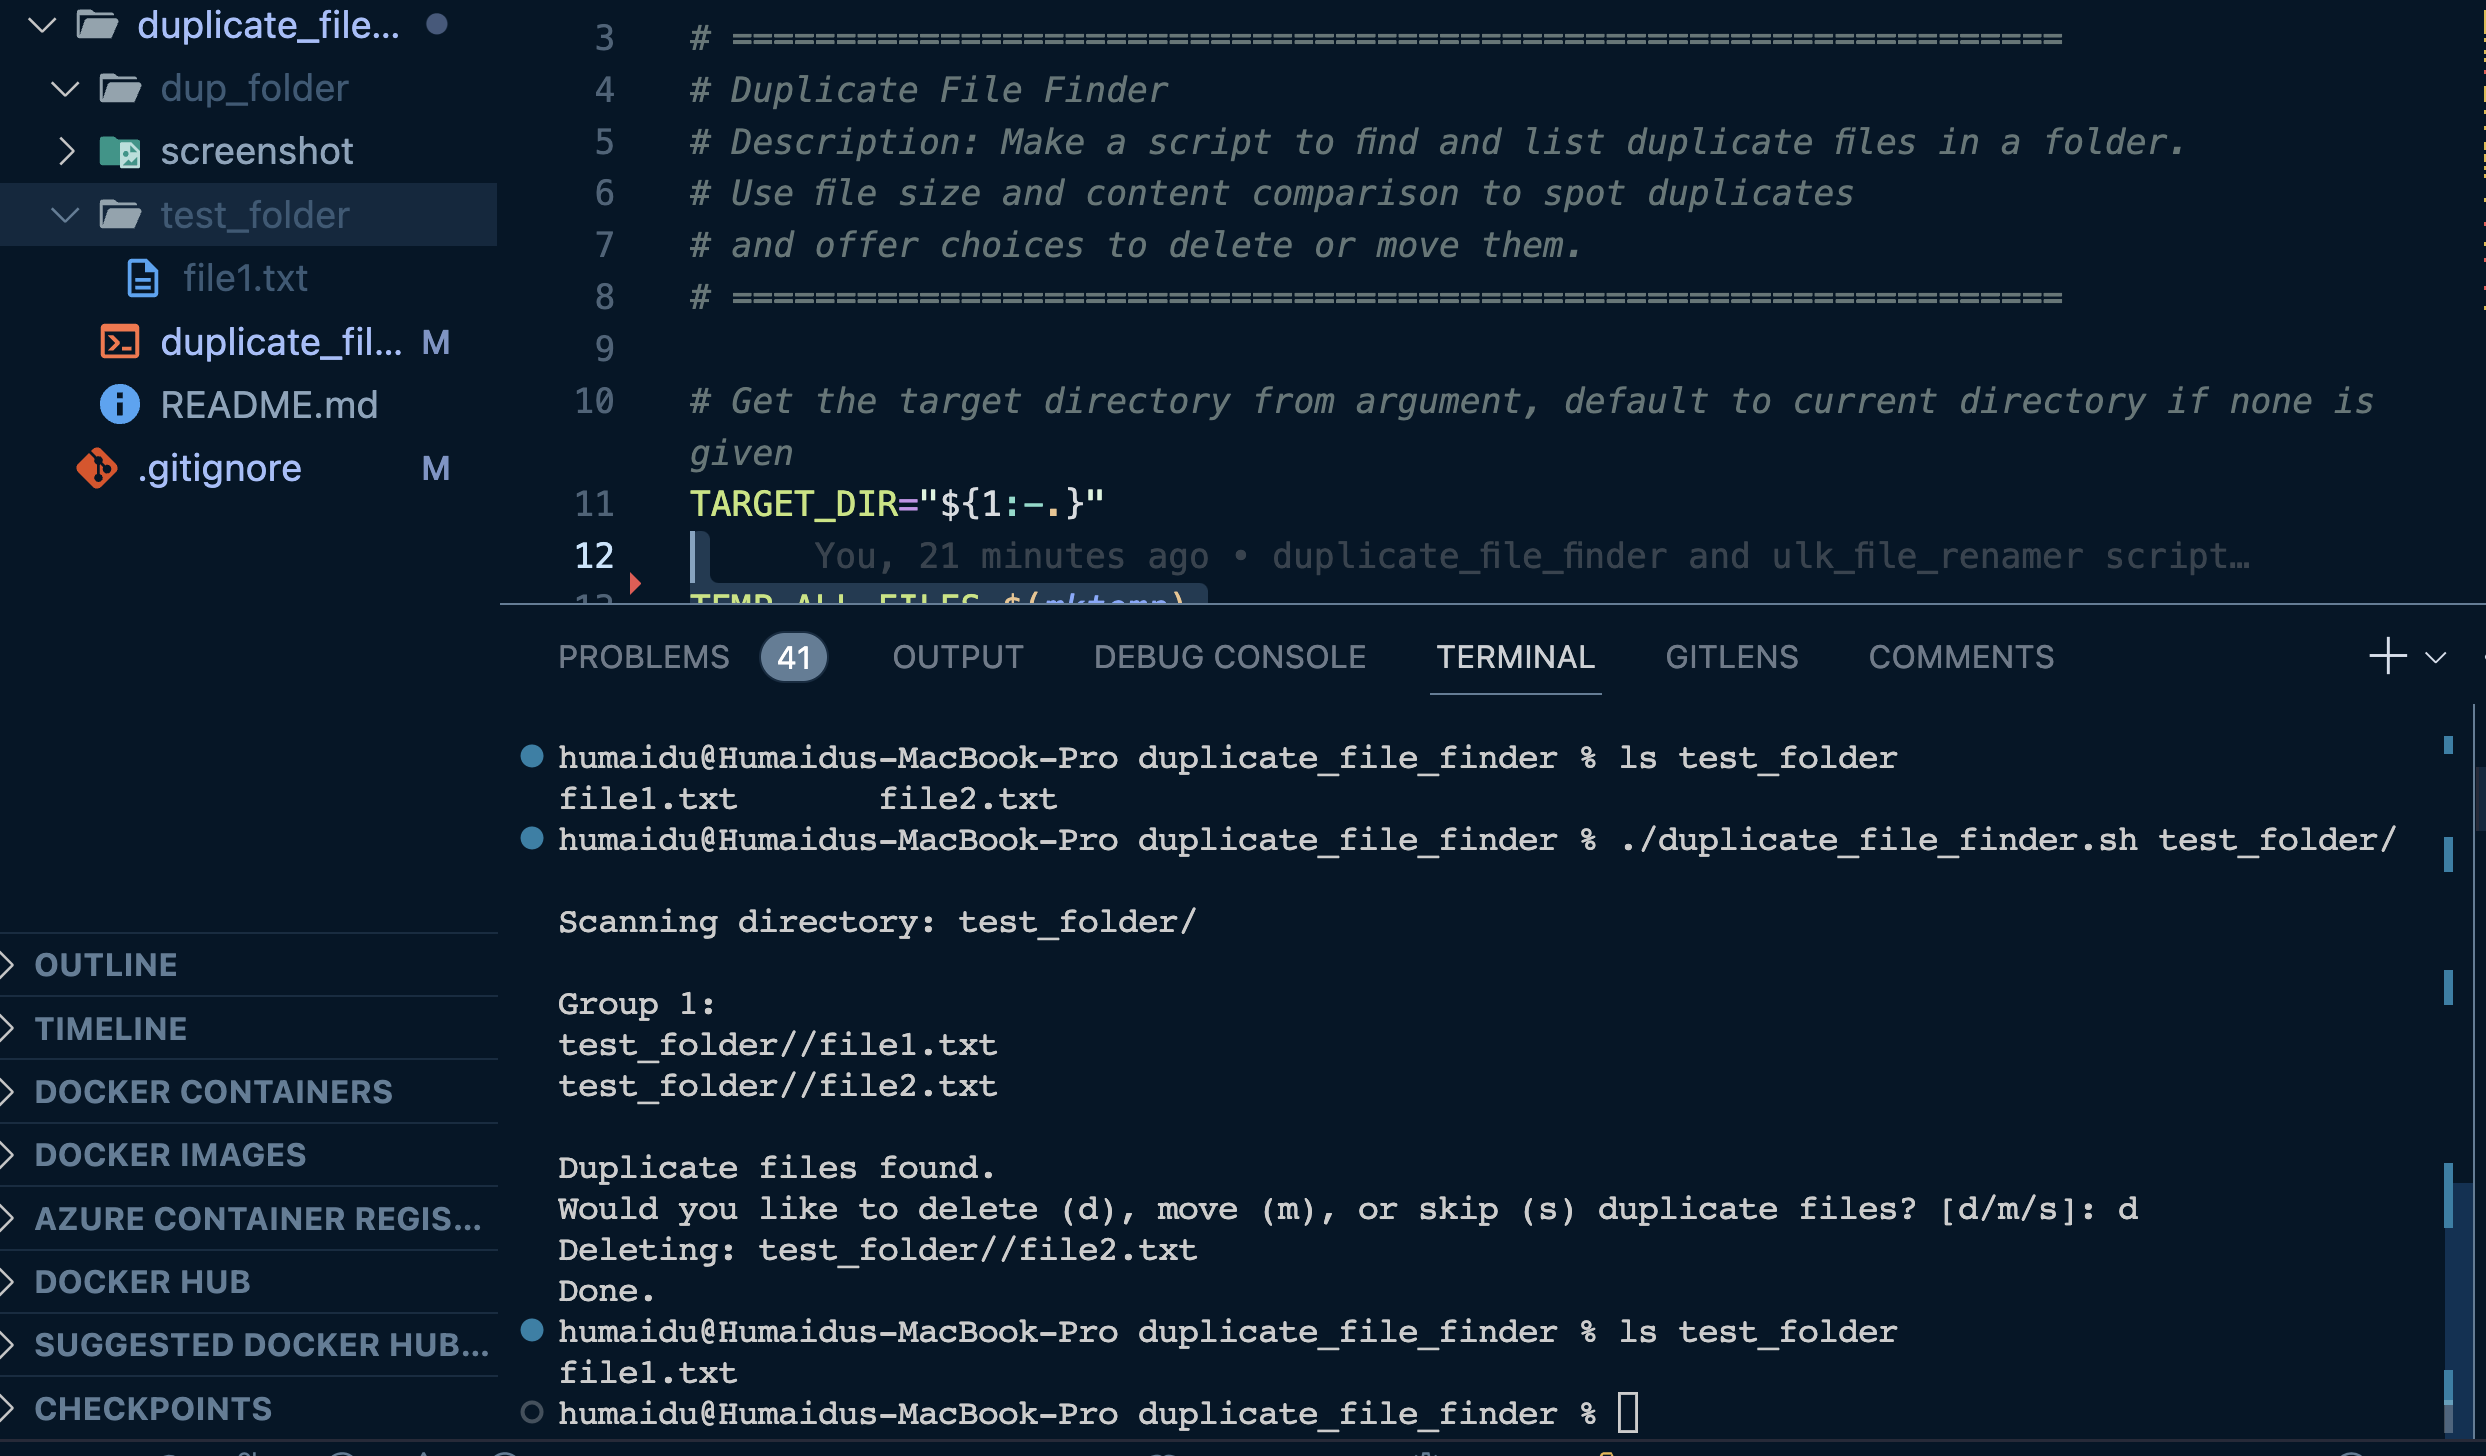 duplicate_file...
dup_folder
screenshot
test_folder
file1.txt
duplicate_fil... M
README.md
.gitignore M
OUTLINE
TIMELINE
DOCKER CONTAINERS
DOCKER IMAGES
AZURE CONTAINER REGIS...
DOCKER HUB
SUGGESTED DOCKER HUB...
CHECKPOINTS
3 # ================================================================
4 # Duplicate File Finder
5 # Description: Make a script to find and list duplicate files in a folder.
6 # Use file size and content comparison to spot duplicates
7 # and offer choices to delete or move them.
8 # ================================================================
9
10 # Get the target directory from argument, default to current directory if none is
given
11 TARGET_DIR="${1:-.}"
12 You, 21 minutes ago • duplicate_file_finder and ulk_file_renamer script…
13 TEMP_ALL_FILES=$(mktemp)
PROBLEMS 41 OUTPUT DEBUG CONSOLE TERMINAL GITLENS COMMENTS
humaidu@Humaidus-MacBook-Pro duplicate_file_finder % ls test_folder
file1.txt file2.txt
humaidu@Humaidus-MacBook-Pro duplicate_file_finder % ./duplicate_file_finder.sh test_folder/
Scanning directory: test_folder/
Group 1:
test_folder//file1.txt
test_folder//file2.txt
Duplicate files found.
Would you like to delete (d), move (m), or skip (s) duplicate files? [d/m/s]: d
Deleting: test_folder//file2.txt
Done.
humaidu@Humaidus-MacBook-Pro duplicate_file_finder % ls test_folder
file1.txt
humaidu@Humaidus-MacBook-Pro duplicate_file_finder %